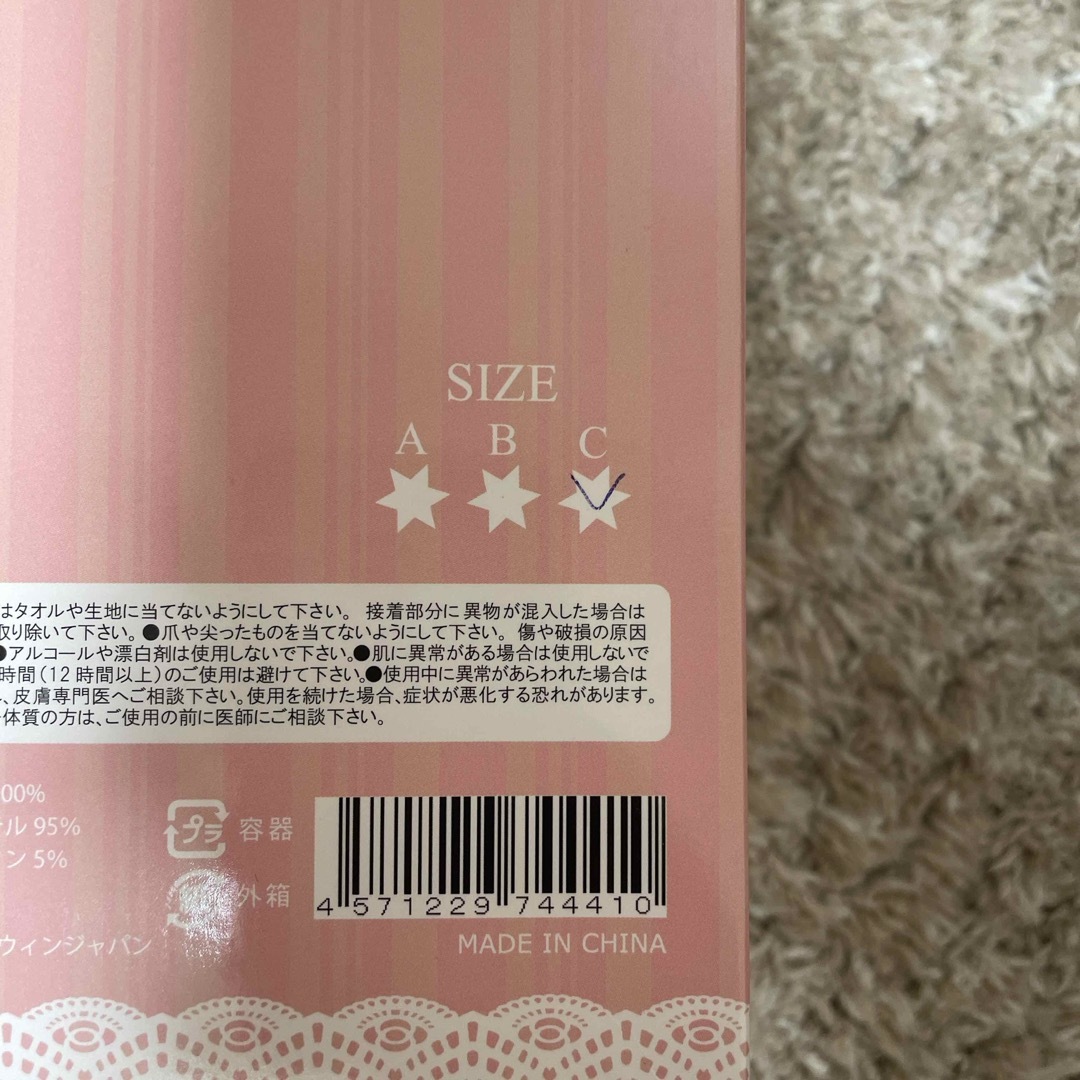 SIZE
A B C
はタオルや生地に当てないようにして下さい。 接着部分に異物が混入した場合は
取り除いて下さい。●爪や尖ったものを当てないようにして下さい。 傷や破損の原因
●アルコールや漂白剤は使用しないで下さい。●肌に異常がある場合は使用しないで
時間(12時間以上)のご使用は避けて下さい。●使用中に異常があらわれた場合は
、皮膚専門医へご相談下さい。使用を続けた場合、症状が悪化する恐れがあります。
体質の方は、ご使用の前に医師にご相談下さい。
00%
ル 95%
ン 5%
プラ 容器
外箱
4 571229 744410
ウィンジャパン
MADE IN CHINA